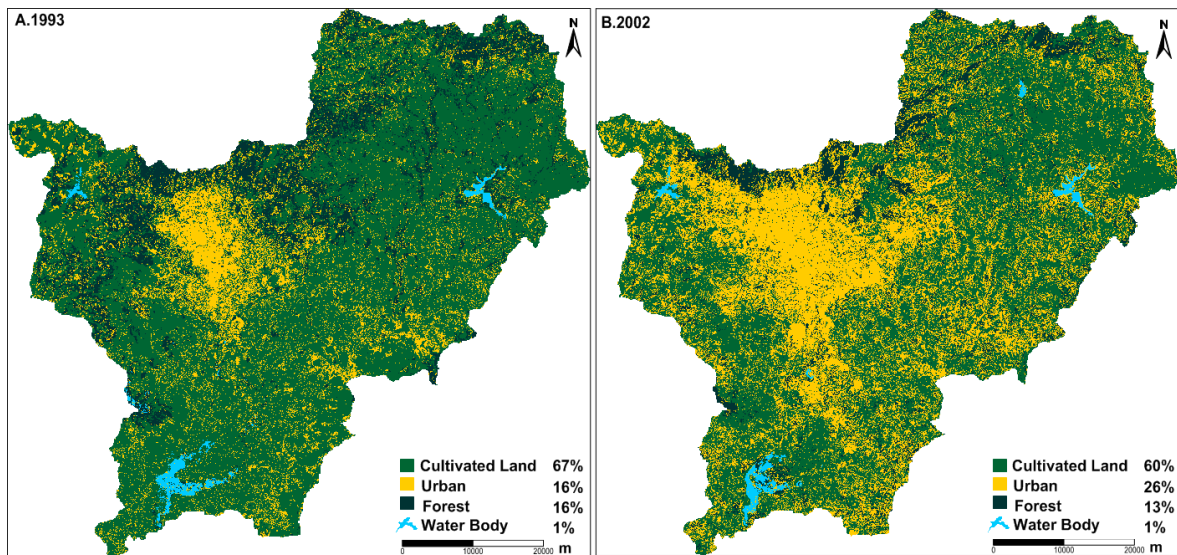 A.1993
N
Cultivated Land 67%
Urban 16%
Forest 16%
Water Body 1%
0 10000 20000 m
B.2002
N
Cultivated Land 60%
Urban 26%
Forest 13%
Water Body 1%
0 10000 20000 m